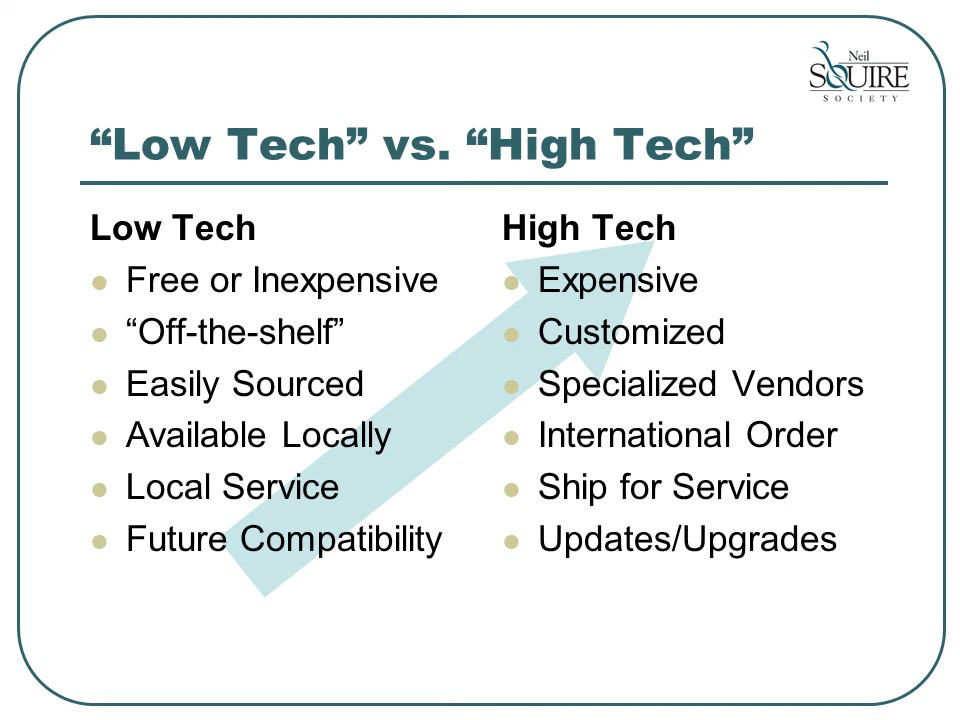 Neil
SQUIRE
SOCIETY
“Low Tech” vs. “High Tech”
Low Tech
Free or Inexpensive
“Off-the-shelf”
Easily Sourced
Available Locally
Local Service
Future Compatibility
High Tech
Expensive
Customized
Specialized Vendors
International Order
Ship for Service
Updates/Upgrades